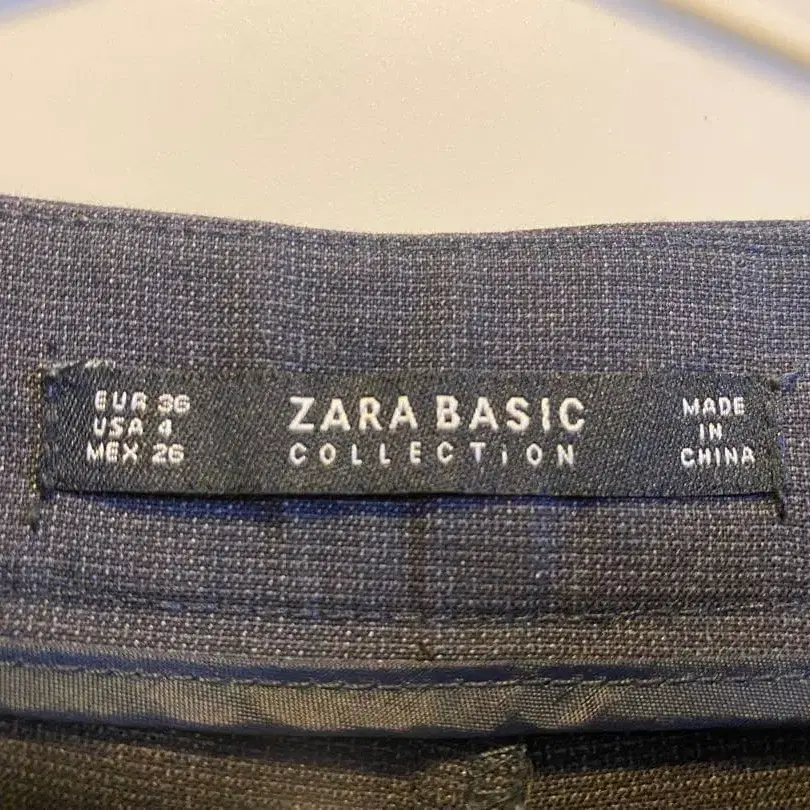 EUR 36
USA 4
MEX 26
ZARA BASIC
COLLECTION
MADE
IN
CHINA